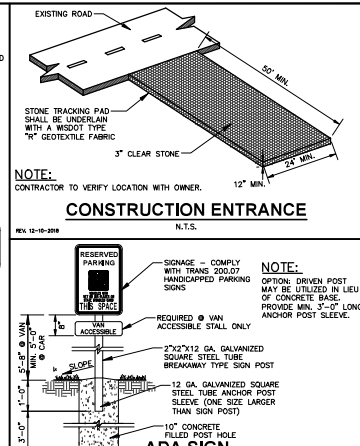 EXISTING ROAD
50' MIN.
STONE TRACKING PAD
SHALL BE UNDERLAIN
WITH A WISDOT TYPE
"R" GEOTEXTILE FABRIC
3" CLEAR STONE
24' MIN.
12" MIN.
NOTE:
CONTRACTOR TO VERIFY LOCATION WITH OWNER.
CONSTRUCTION ENTRANCE
N.T.S.
REV. 12-10-2018
RESERVED
PARKING
THIS SPACE
VAN
ACCESSIBLE
SIGNAGE - COMPLY
WITH TRANS 200.07
HANDICAPPED PARKING
SIGNS
NOTE:
OPTION: DRIVEN POST
MAY BE UTILIZED IN LIEU
OF CONCRETE BASE.
PROVIDE MIN. 3'-0" LONG
ANCHOR POST SLEEVE.
REQUIRED @ VAN
ACCESSIBLE STALL ONLY
8"
5'-8" @ VAN
MIN. 5'-0"
@ CAR
SLOPE
2"X2"X12 GA. GALVANIZED
SQUARE STEEL TUBE
BREAKAWAY TYPE SIGN POST
12 GA. GALVANIZED SQUARE
STEEL TUBE ANCHOR POST
SLEEVE (ONE SIZE LARGER
THAN SIGN POST)
1'-0"
3'-0"
10" CONCRETE
FILLED POST HOLE
ADA SIGN